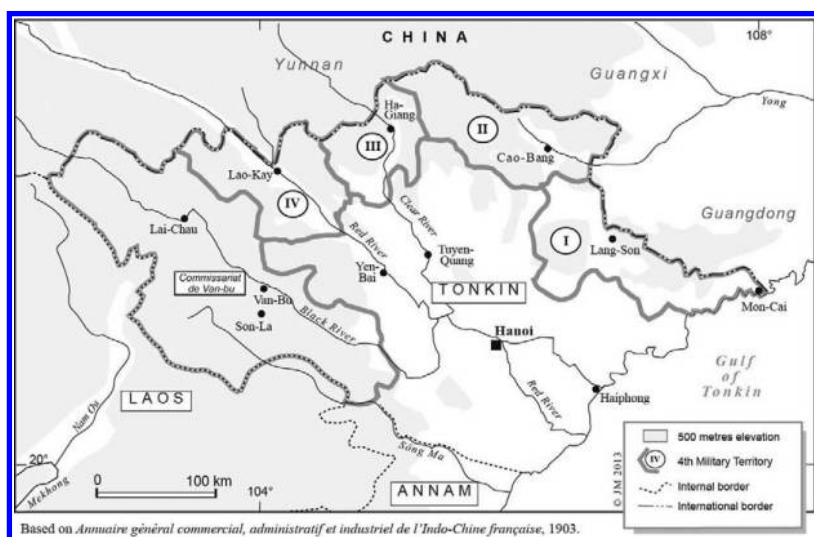 CHINA
108°
Yunnan
Guangxi
Ha-
Giang
II
Yong
III
Cao-Bang
Lao-Kay
Clear River
Guangdong
IV
I
Lai-Chau
Red River
Lang-Son
Tuyen-
Quang
Commissariat
de Van-bu
Yen-
Bai
TONKIN
Van-Bu
Mon-Cai
Son-La
Black River
Hanoi
Gulf
of
Tonkin
Red River
Haiphong
LAOS
Nam Ou
Sông Ma
500 metres elevation
IV
4th Military Territory
20°
0
100 km
Internal border
Mekhong
104°
ANNAM
International border
© JM 2013
Based on Annuaire général commercial, administratif et industriel de l'Indo-Chine française, 1903.